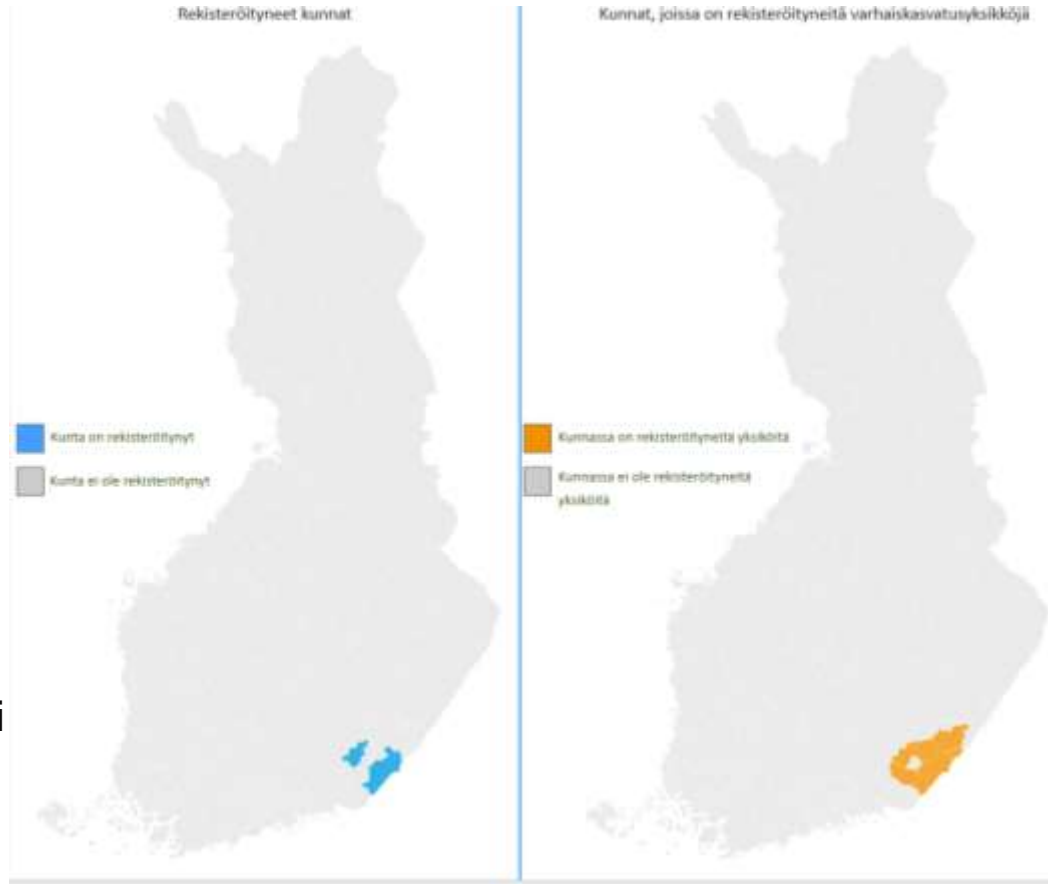 Rekisteröityneet kunnat
Kunta on rekisteröitynyt
Kunta ei ole rekisteröitynyt
i
Kunnat, joissa on rekisteröityneitä varhaiskasvatusyksikköjä
Kunnassa on rekisteröityneitä yksiköitä
Kunnassa ei ole rekisteröityneitä
yksiköitä